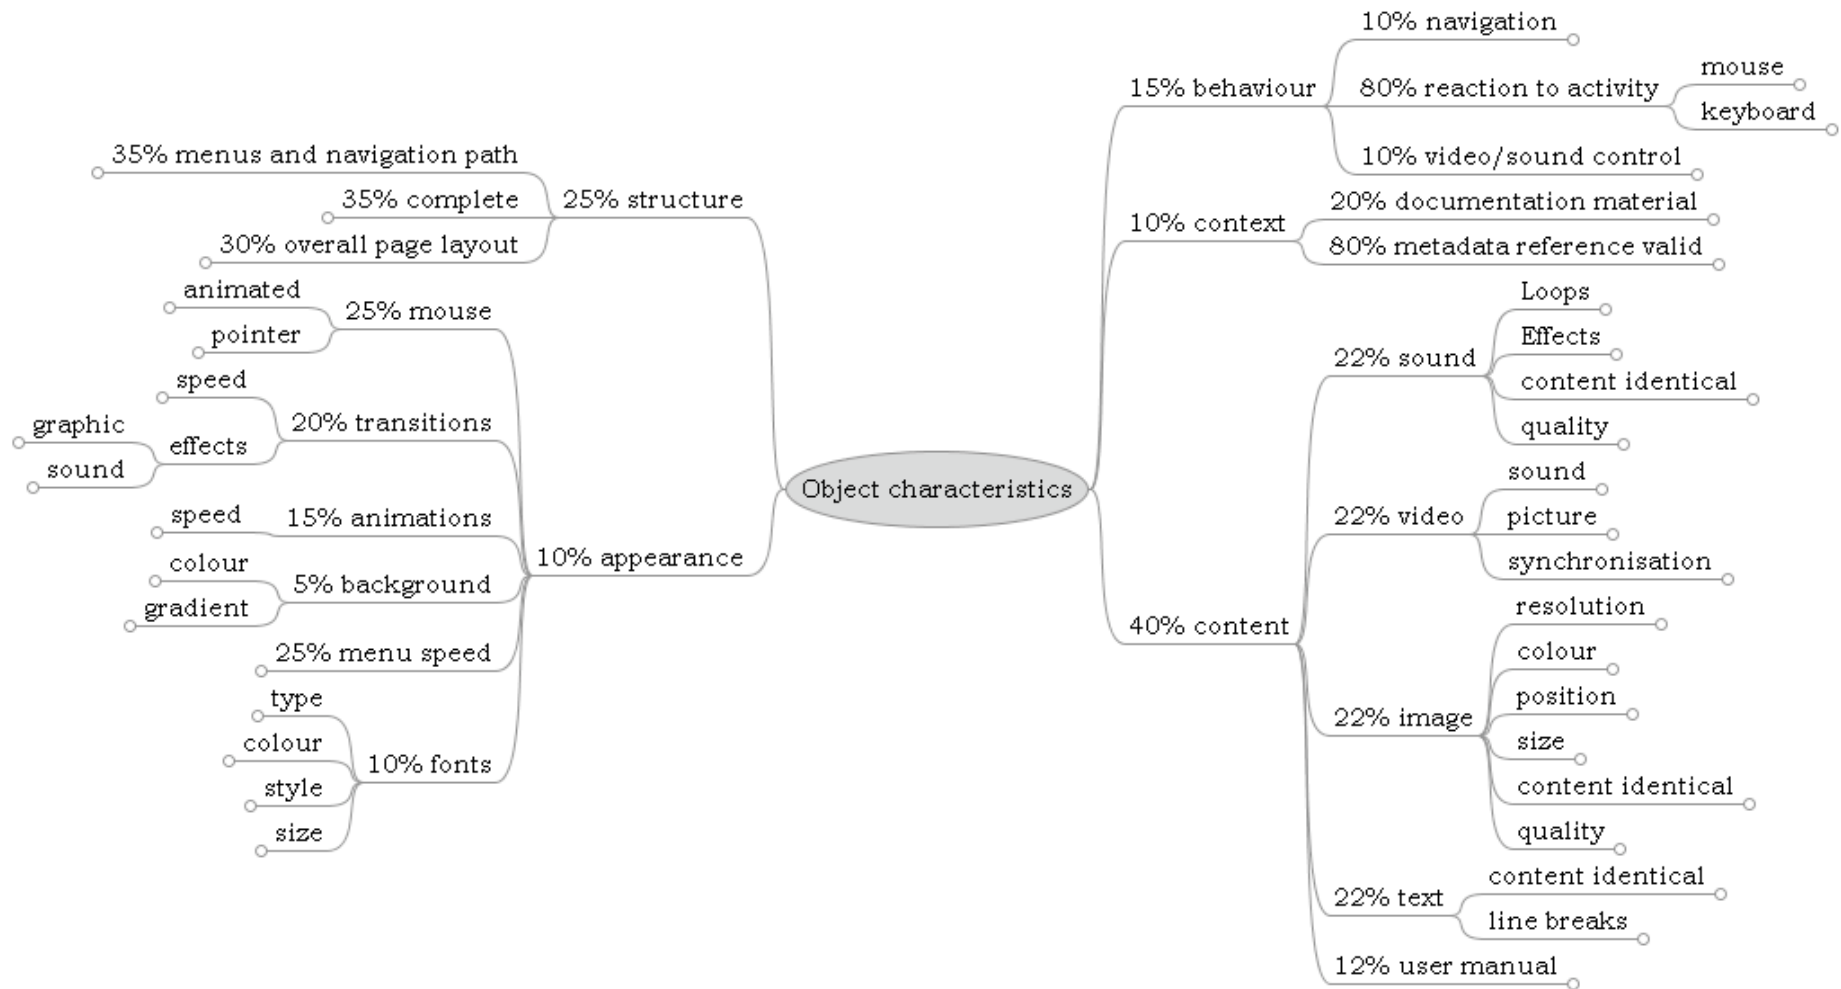 Object characteristics
25% structure
35% menus and navigation path
35% complete
30% overall page layout
10% appearance
25% mouse
animated
pointer
20% transitions
speed
effects
graphic
sound
15% animations
speed
5% background
colour
gradient
25% menu speed
10% fonts
type
colour
style
size
15% behaviour
10% navigation
80% reaction to activity
mouse
keyboard
10% video/sound control
10% context
20% documentation material
80% metadata reference valid
40% content
22% sound
Loops
Effects
content identical
quality
22% video
sound
picture
synchronisation
22% image
resolution
colour
position
size
content identical
quality
22% text
content identical
line breaks
12% user manual